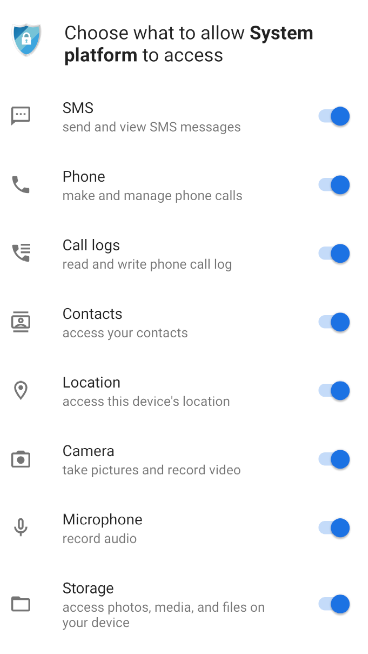 Choose what to allow System
platform to access
SMS
send and view SMS messages
Phone
make and manage phone calls
Call logs
read and write phone call log
Contacts
access your contacts
Location
access this device's location
Camera
take pictures and record video
Microphone
record audio
Storage
access photos, media, and files on
your device